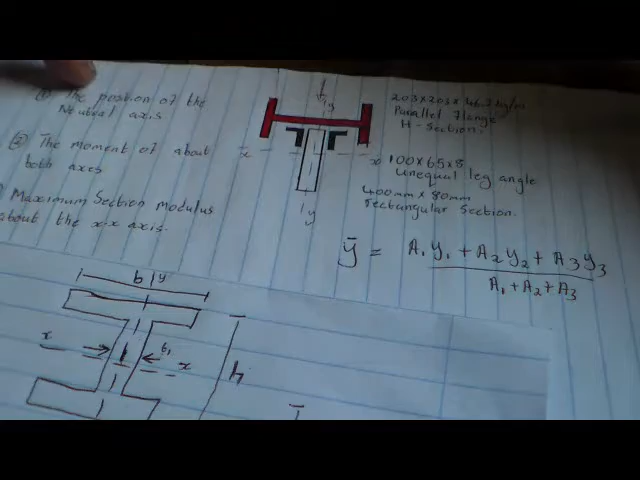 ① The position of the
Neutral axis
② The moment of about
both axes
Maximum Section Modulus
about the x-x axis.
y
x
x
y
203x203x46.2 kg/m
Parallel Flange
H-Section.
100x65x8
Unequal leg angle
400mm x 80mm
rectangular Section.
ȳ = A₁y₁ + A₂y₂ + A₃y₃
A₁ + A₂ + A₃
b y
x
t₁
x
h